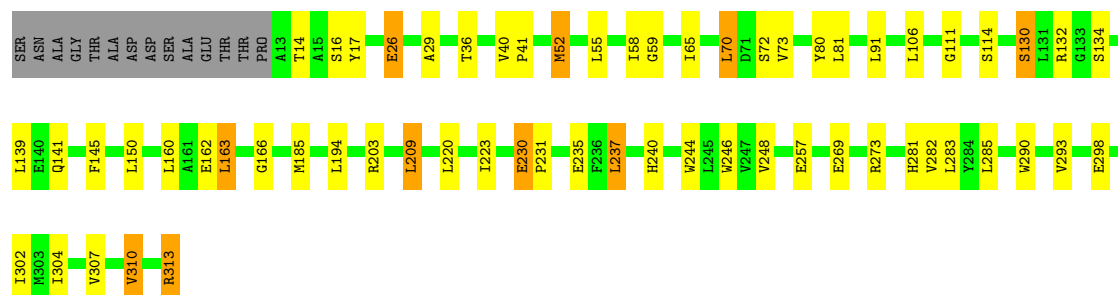 SER ASN ALA GLY THR ALA ASP ASP SER ALA GLU THR THR PRO A13 T14 A15 S16 Y17 E26 A29 T36 V40 P41 M52 L55 I58 G59 I65 L70 D71 S72 V73 Y80 L81 L91 L106 G111 S114 S130 L131 R132 G133 S134
L139 E140 Q141 F145 L150 L160 A161 E162 L163 G166 M185 L194 R203 L209 L220 I223 E230 P231 E235 F236 L237 H240 W244 L245 W246 V247 V248 E257 E269 R273 H281 V282 L283 Y284 L285 W290 V293 E298
I302 M303 I304 V307 V310 R313